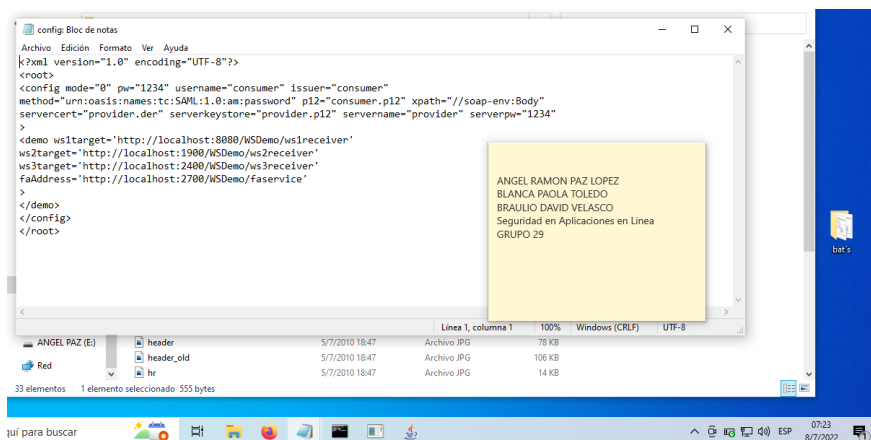 config: Bloc de notas
Archivo Edición Formato Ver Ayuda
<?xml version="1.0" encoding="UTF-8"?>
<root>
<config mode="0" pw="1234" username="consumer" issuer="consumer"
method="urn:oasis:names:tc:SAML:1.0:am:password" p12="consumer.p12" xpath="//soap-env:Body"
servercert="provider.der" serverkeystore="provider.p12" servername="provider" serverpw="1234"
>
<demo ws1target='http://localhost:8080/WSDemo/ws1receiver'
ws2target='http://localhost:1900/WSDemo/ws2receiver'
ws3target='http://localhost:2400/WSDemo/ws3receiver'
faAddress='http://localhost:2700/WSDemo/faservice'
>
</demo>
</config>
</root>
ANGEL RAMON PAZ LOPEZ
BLANCA PAOLA TOLEDO
BRAULIO DAVID VELASCO
Seguridad en Aplicaciones en Linea
GRUPO 29
bat's
Línea 1, columna 1 100% Windows (CRLF) UTF-8
ANGEL PAZ (E:) header 5/7/2010 18:47 Archivo JPG 78 KB
header_old 5/7/2010 18:47 Archivo JPG 106 KB
Red hr 5/7/2010 18:47 Archivo JPG 14 KB
33 elementos 1 elemento seleccionado 555 bytes
quí para buscar ESP 07:23
8/7/2022